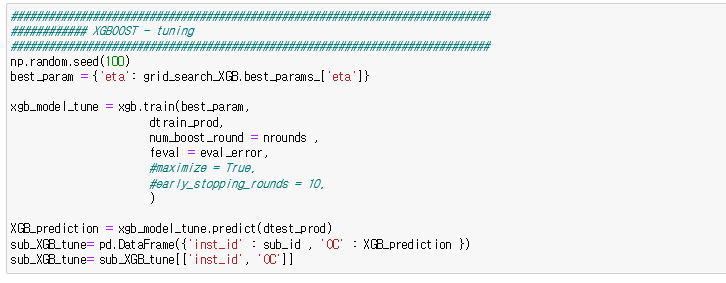 ########################################################################
############ XGBOOST - tuning
########################################################################
np.random.seed(100)
best_param = {'eta': grid_search_XGB.best_params_['eta']}
xgb_model_tune = xgb.train(best_param,
dtrain_prod,
num_boost_round = nrounds ,
feval = eval_error,
#maximize = True,
#early_stopping_rounds = 10,
)
XGB_prediction = xgb_model_tune.predict(dtest_prod)
sub_XGB_tune= pd.DataFrame({'inst_id' : sub_id , 'OC' : XGB_prediction })
sub_XGB_tune= sub_XGB_tune[['inst_id', 'OC']]